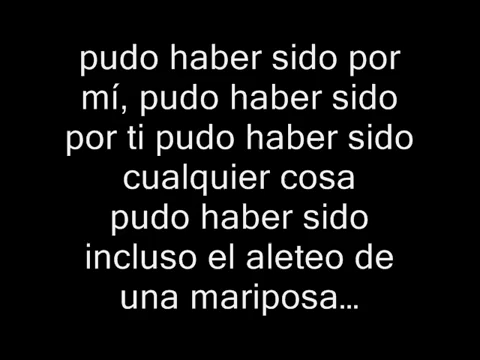 pudo haber sido por
mí, pudo haber sido
por ti pudo haber sido
cualquier cosa
pudo haber sido
incluso el aleteo de
una mariposa...